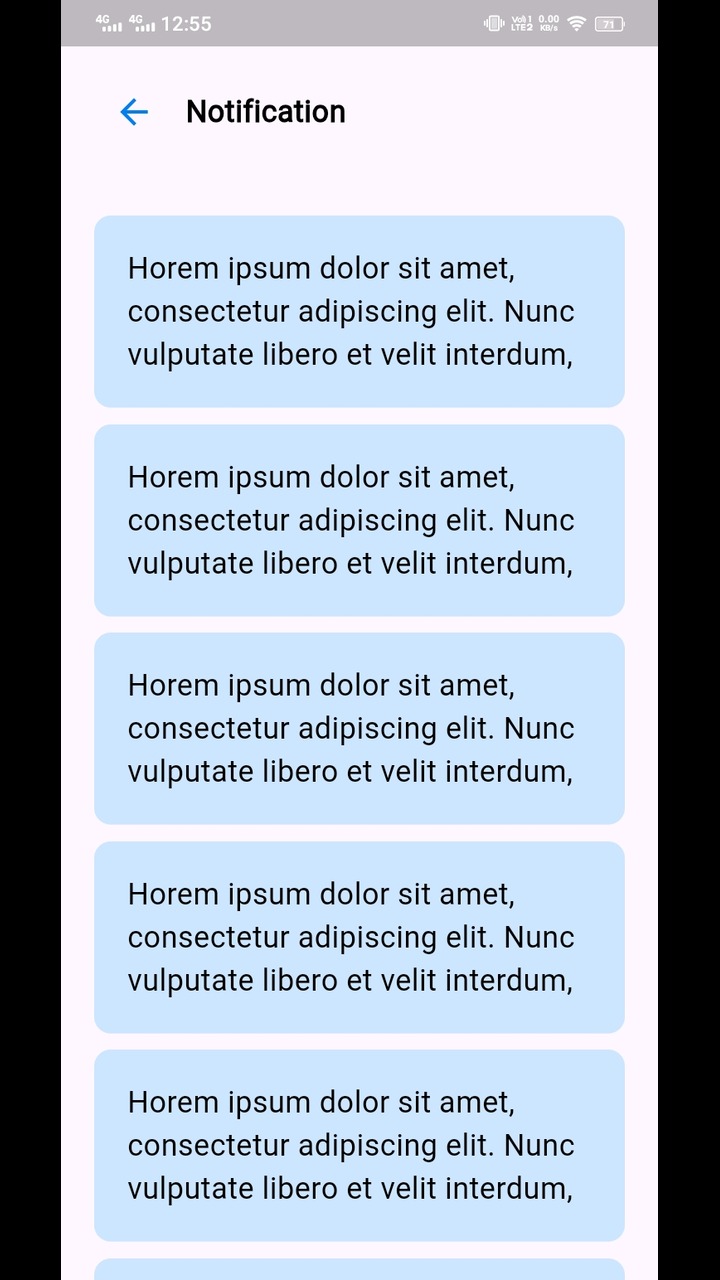 4G 4G 12:55 Vo) 1 LTE2 0.00 KB/s 71
Notification
Horem ipsum dolor sit amet,
consectetur adipiscing elit. Nunc
vulputate libero et velit interdum,
Horem ipsum dolor sit amet,
consectetur adipiscing elit. Nunc
vulputate libero et velit interdum,
Horem ipsum dolor sit amet,
consectetur adipiscing elit. Nunc
vulputate libero et velit interdum,
Horem ipsum dolor sit amet,
consectetur adipiscing elit. Nunc
vulputate libero et velit interdum,
Horem ipsum dolor sit amet,
consectetur adipiscing elit. Nunc
vulputate libero et velit interdum,